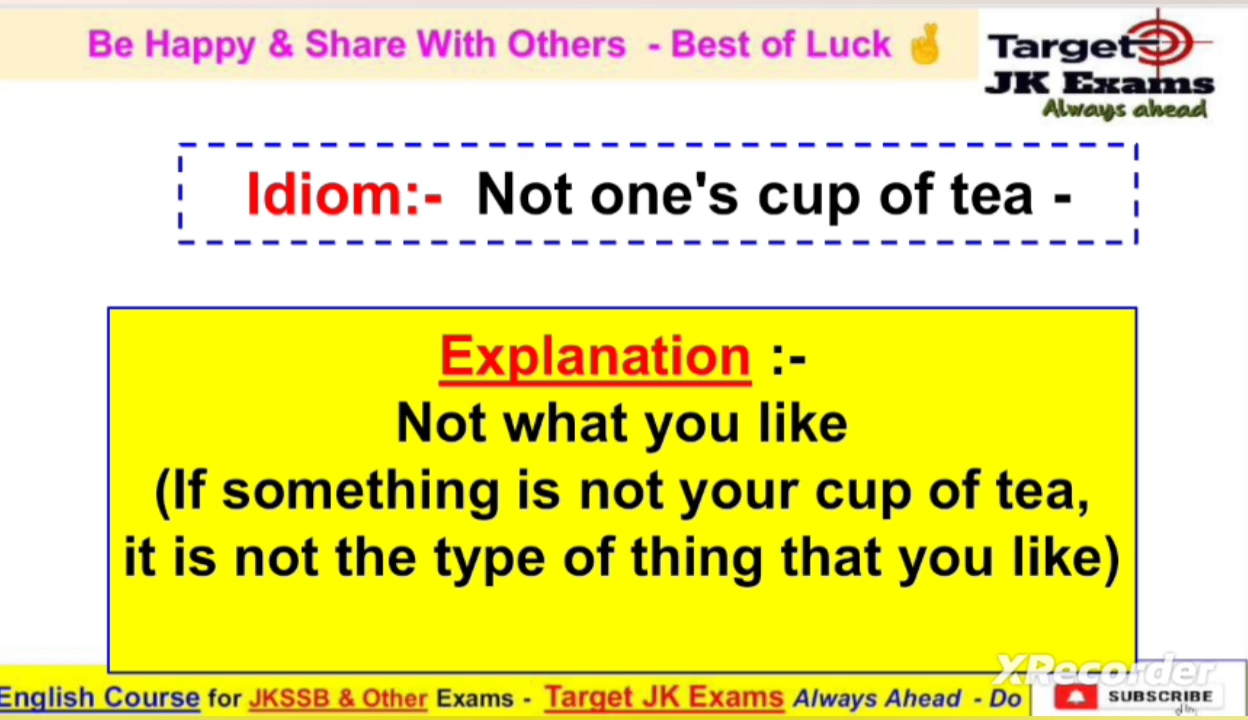 Be Happy & Share With Others - Best of Luck 🤞
Target
JK Exams
Always ahead
Idiom:- Not one's cup of tea -
Explanation :-
Not what you like
(If something is not your cup of tea,
it is not the type of thing that you like)
XRecorder
English Course for JKSSB & Other Exams - Target JK Exams Always Ahead - Do
SUBSCRIBE